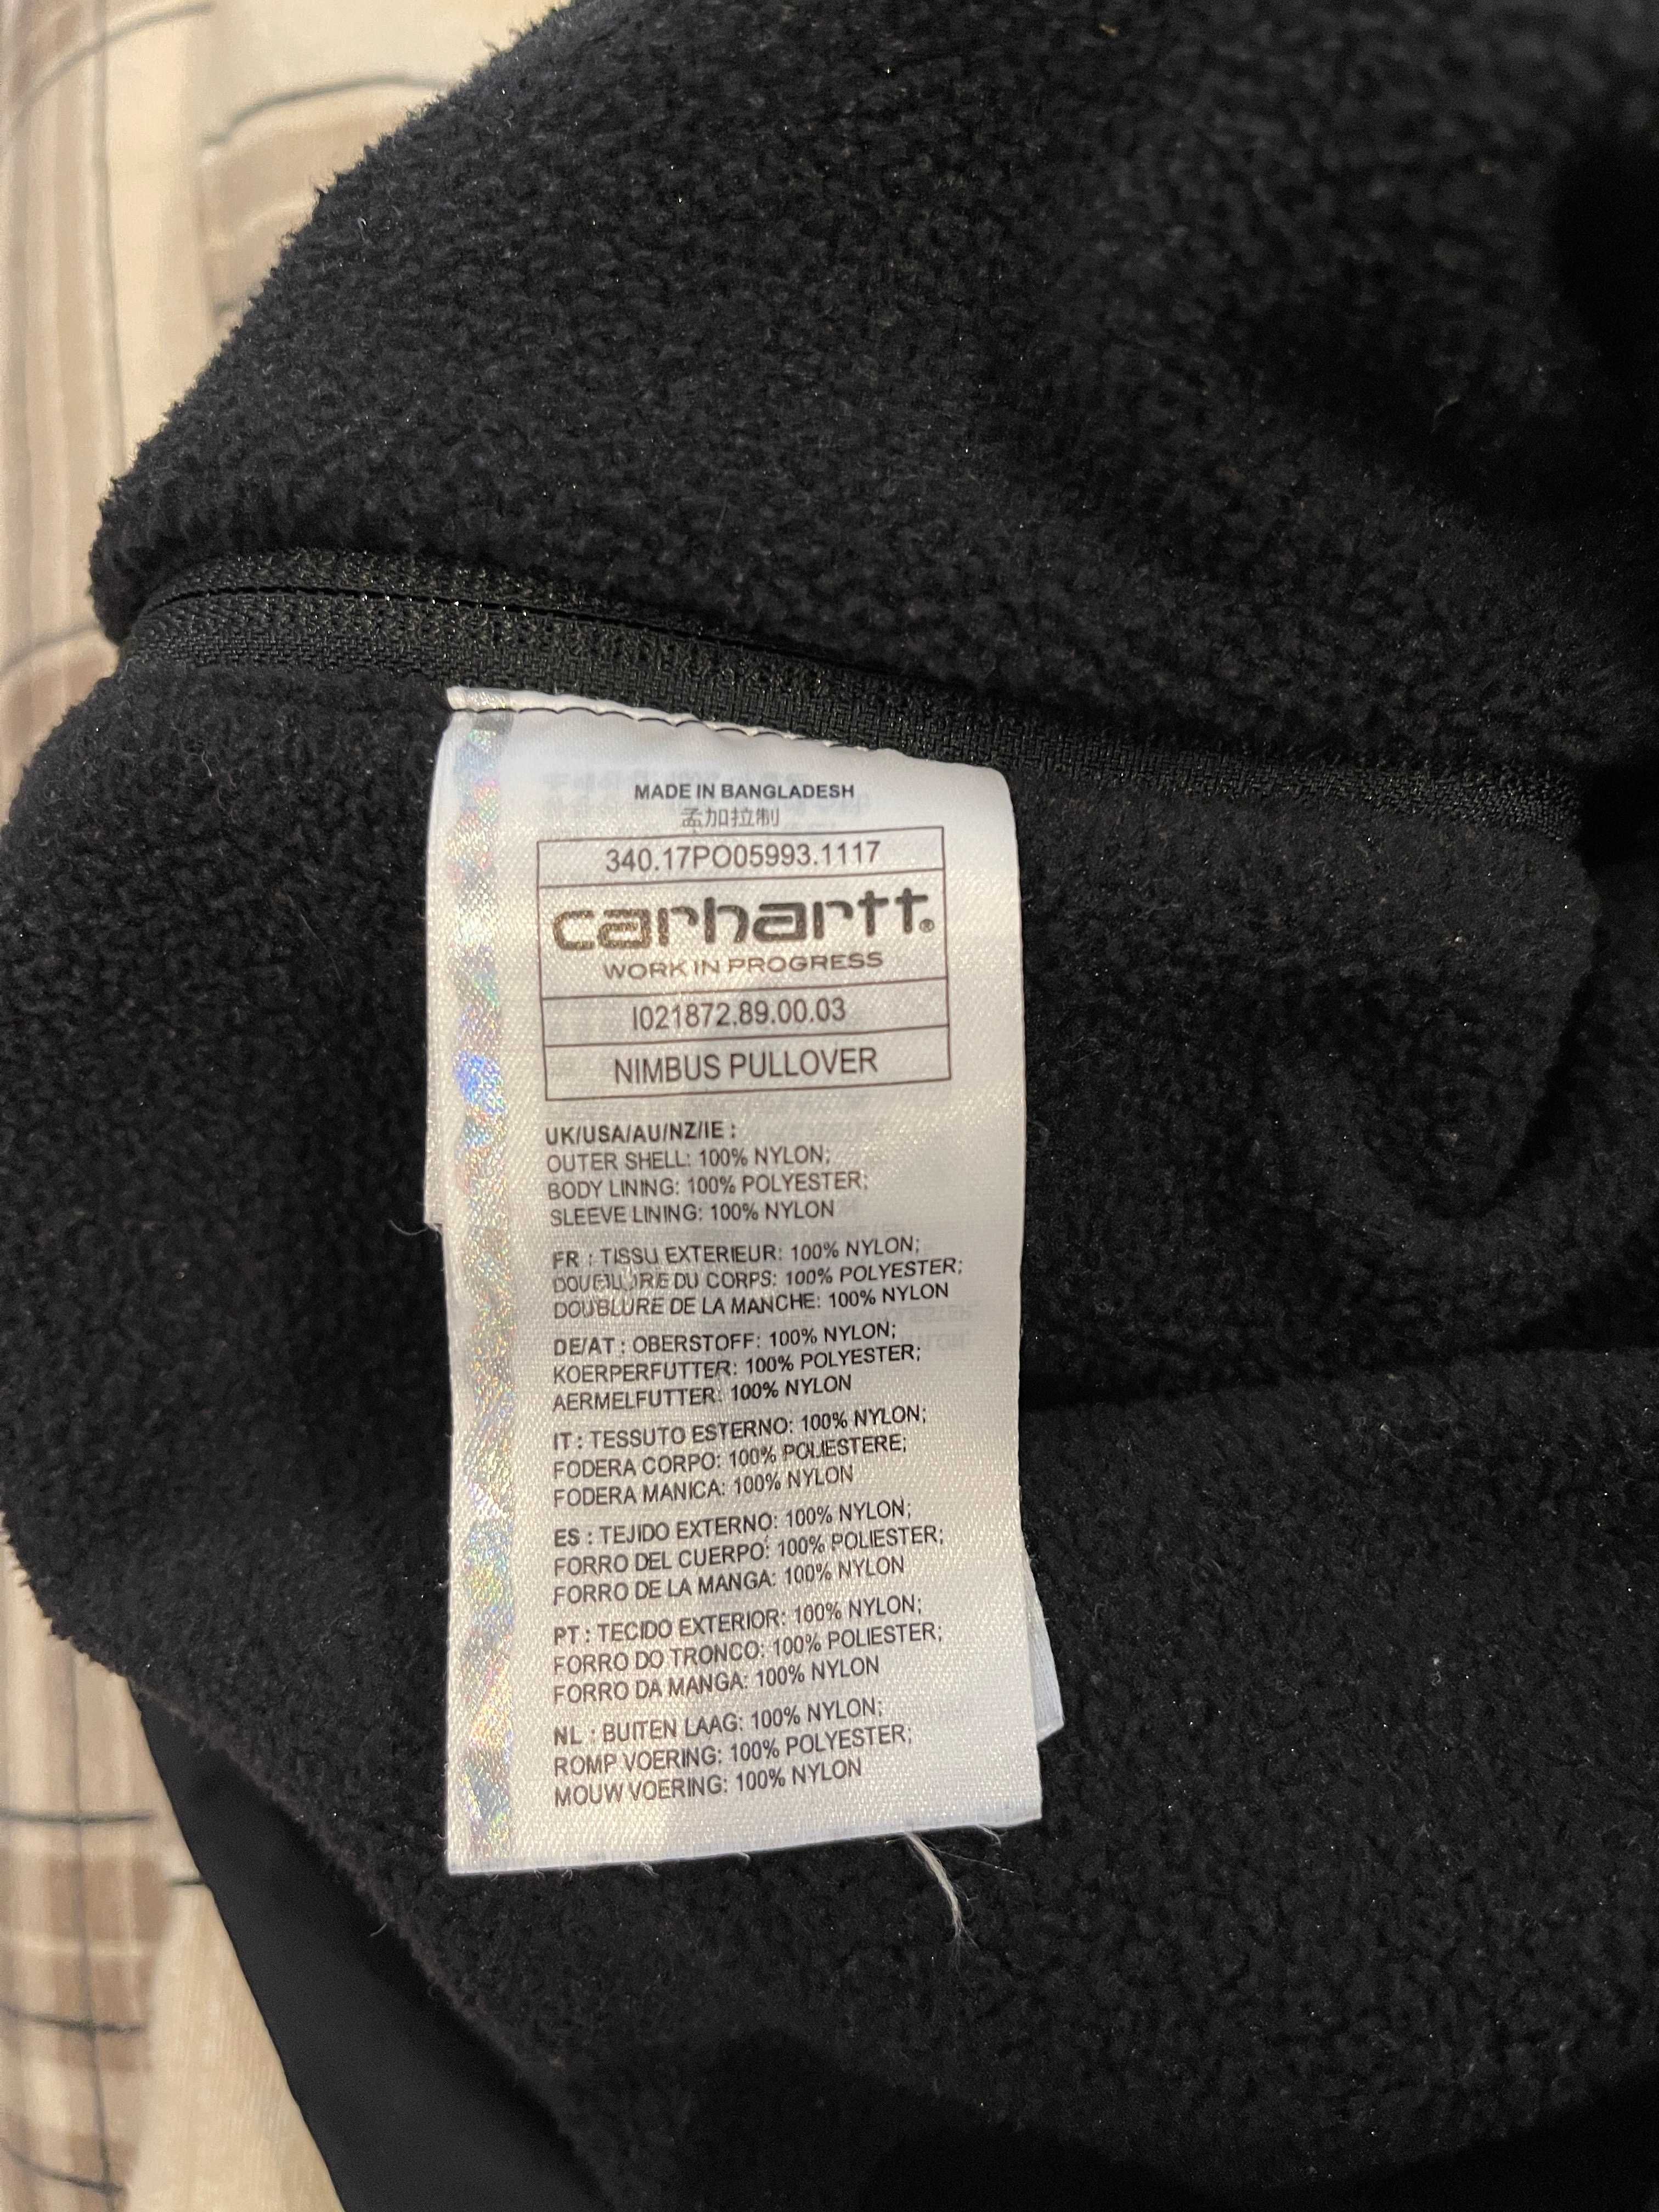 MADE IN BANGLADESH
孟加拉制
340.17PO05993.1117
carhartt®
WORK IN PROGRESS
I021872.89.00.03
NIMBUS PULLOVER
UK/USA/AU/NZ/IE :
OUTER SHELL: 100% NYLON;
BODY LINING: 100% POLYESTER;
SLEEVE LINING: 100% NYLON
FR : TISSU EXTERIEUR: 100% NYLON;
DOUBLURE DU CORPS: 100% POLYESTER;
DOUBLURE DE LA MANCHE: 100% NYLON
DE/AT : OBERSTOFF: 100% NYLON;
KOERPERFUTTER: 100% POLYESTER;
AERMELFUTTER: 100% NYLON
IT : TESSUTO ESTERNO: 100% NYLON;
FODERA CORPO: 100% POLIESTERE;
FODERA MANICA: 100% NYLON
ES : TEJIDO EXTERNO: 100% NYLON;
FORRO DEL CUERPO: 100% POLIESTER;
FORRO DE LA MANGA: 100% NYLON
PT : TECIDO EXTERIOR: 100% NYLON;
FORRO DO TRONCO: 100% POLIESTER;
FORRO DA MANGA: 100% NYLON
NL : BUITEN LAAG: 100% NYLON;
ROMP VOERING: 100% POLYESTER;
MOUW VOERING: 100% NYLON